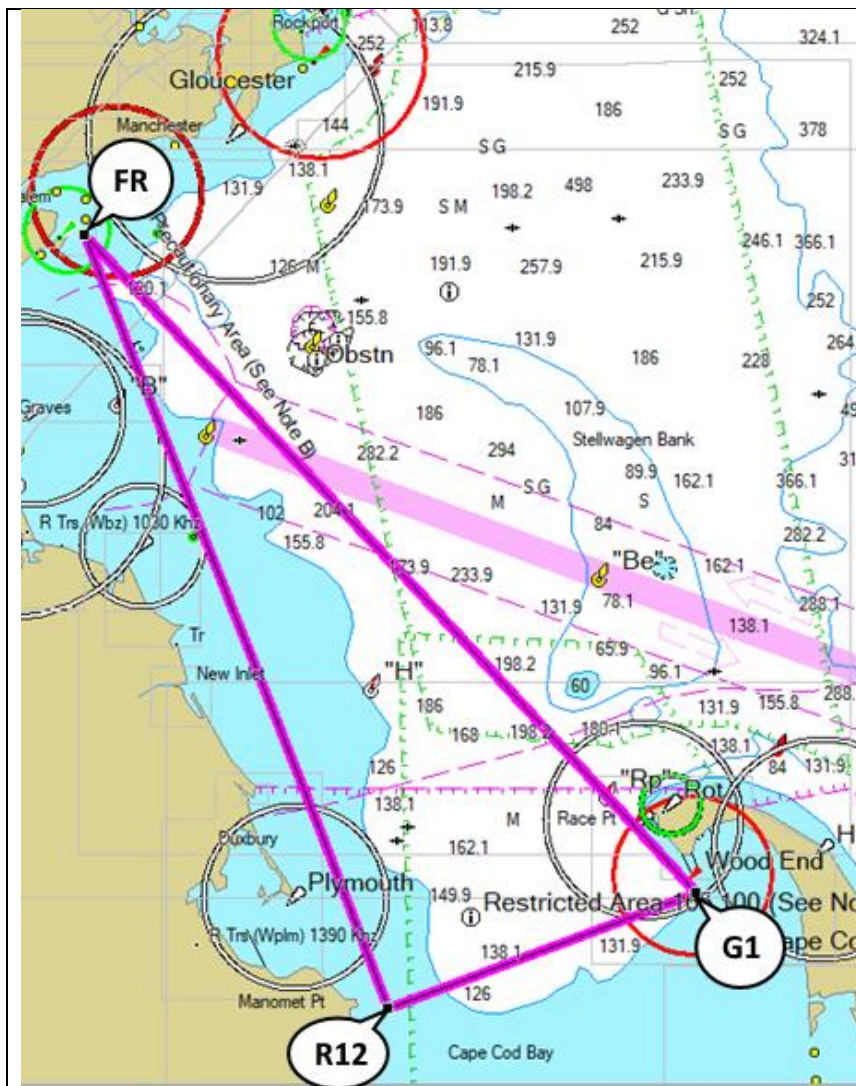 Rockport
113.8
252
252
324.1
Gloucester
215.9
252
191.9
186
144
378
Manchester
S G
S G
138.1
FR
131.9
198.2
498
233.9
173.9
S M
246.1
366.1
126 M
191.9
257.9
215.9
Precautionary Area (See Note B)
120.1
252
155.8
Obstn
131.9
96.1
264
78.1
186
228
"B"
Graves
186
107.9
Stellwagen Bank
282.2
294
89.9
162.1
366.1
S G
M
S
102
204.1
R Trs (Wbz) 1030 Khz
84
282.2
155.8
173.9
233.9
"Be"
162.1
78.1
288.1
131.9
138.1
Tr
65.9
New Inlet
198.2
96.1
"H"
60
288.
186
131.9
155.8
168
198.2
180.1
138.1
126
84
131.9
"Rp"
Rot
138.1
M
Race Pt
Duxbury
162.1
H
Wood End
Plymouth
149.9
Restricted Area
100 (See No
R Trs (Wplm) 1390 Khz
138.1
131.9
G1
ape Co
126
Manomet Pt
R12
Cape Cod Bay